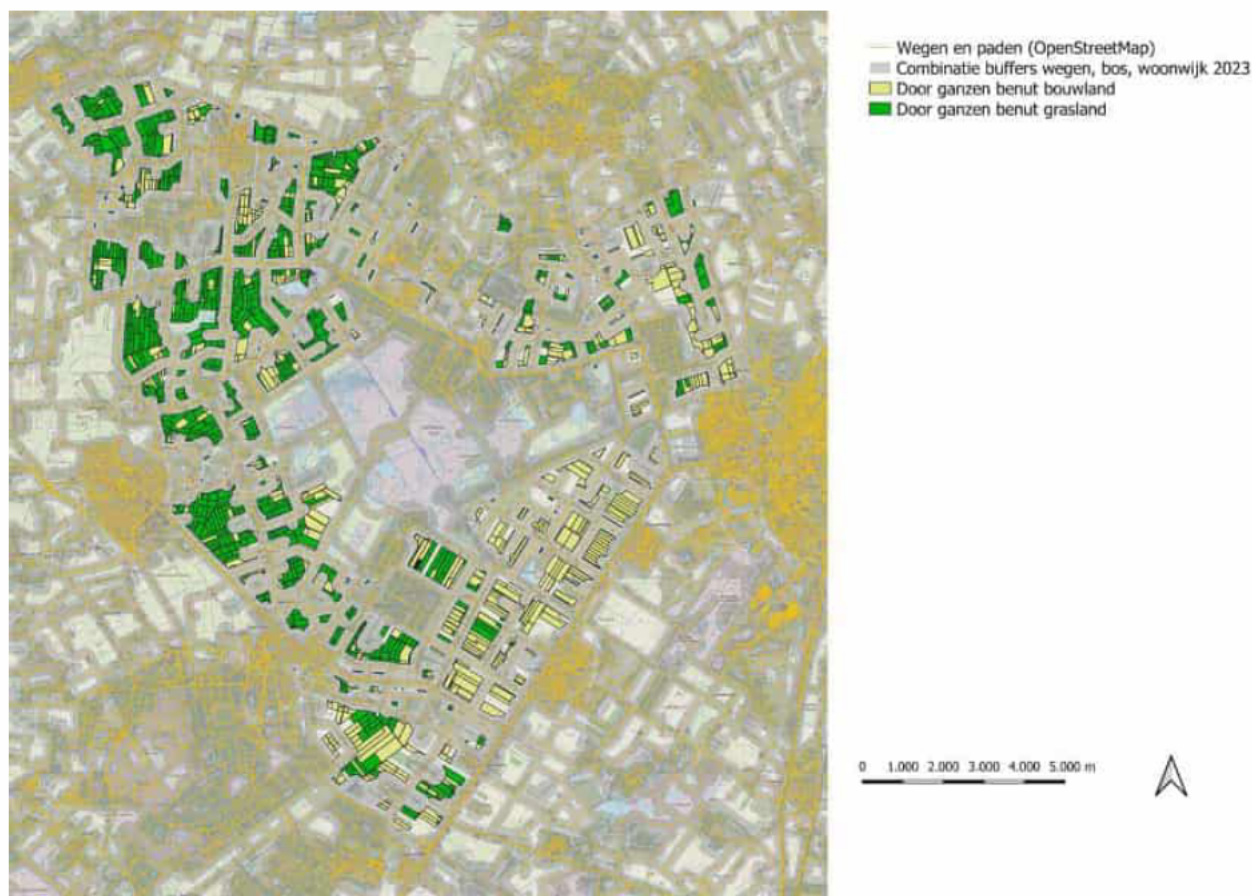 Wegen en paden (OpenStreetMap)
Combinatie buffers wegen, bos, woonwijk 2023
Door ganzen benut bouwland
Door ganzen benut grasland
0 1.000 2.000 3.000 4.000 5.000 m